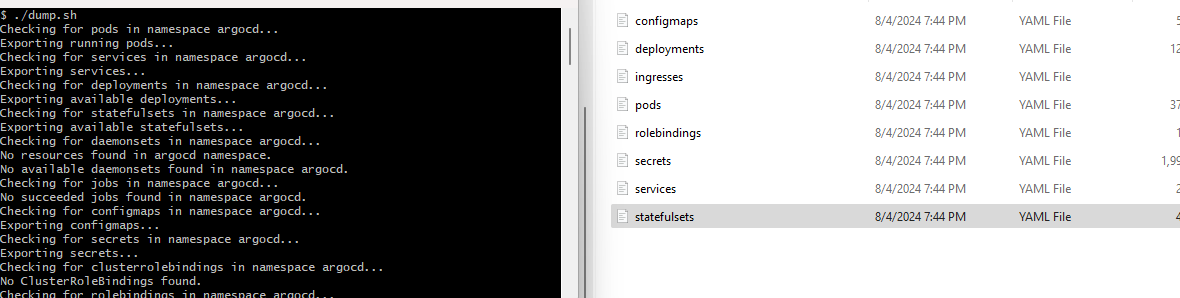 $ ./dump.sh
Checking for pods in namespace argocd...
Exporting running pods...
Checking for services in namespace argocd...
Exporting services...
Checking for deployments in namespace argocd...
Exporting available deployments...
Checking for statefulsets in namespace argocd...
Exporting available statefulsets...
Checking for daemonsets in namespace argocd...
No resources found in argocd namespace.
No available daemonsets found in namespace argocd.
Checking for jobs in namespace argocd...
No succeeded jobs found in namespace argocd.
Checking for configmaps in namespace argocd...
Exporting configmaps...
Checking for secrets in namespace argocd...
Exporting secrets...
Checking for clusterrolebindings in namespace argocd...
No ClusterRoleBindings found.
Checking for rolebindings in namespace argocd...
configmaps 8/4/2024 7:44 PM YAML File
deployments 8/4/2024 7:44 PM YAML File
ingresses 8/4/2024 7:44 PM YAML File
pods 8/4/2024 7:44 PM YAML File
rolebindings 8/4/2024 7:44 PM YAML File
secrets 8/4/2024 7:44 PM YAML File
services 8/4/2024 7:44 PM YAML File
statefulsets 8/4/2024 7:44 PM YAML File